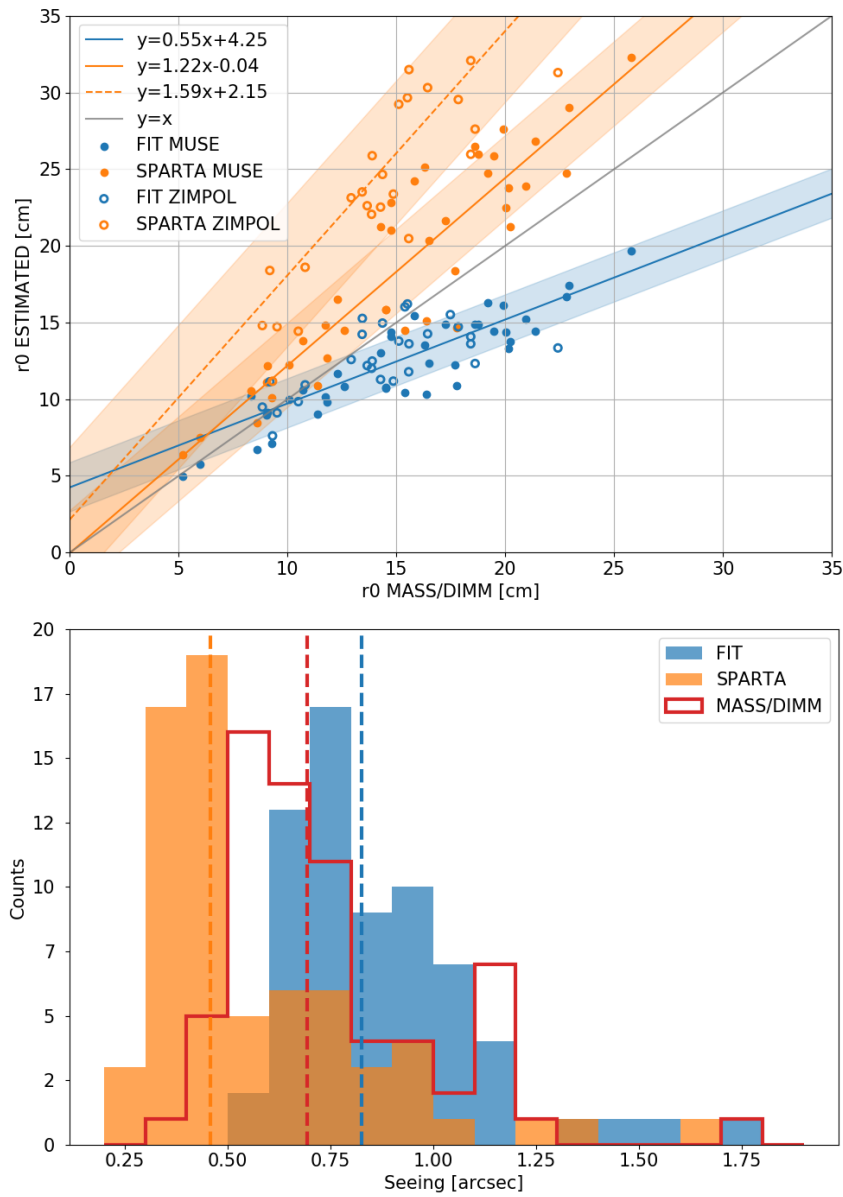 y=0.55x+4.25
y=1.22x-0.04
y=1.59x+2.15
y=x
FIT MUSE
SPARTA MUSE
FIT ZIMPOL
SPARTA ZIMPOL
35
30
25
20
15
10
5
0
r0 ESTIMATED [cm]
0 5 10 15 20 25 30 35
r0 MASS/DIMM [cm]
FIT
SPARTA
MASS/DIMM
20
17
15
12
10
7
5
2
0
Counts
0.25 0.50 0.75 1.00 1.25 1.50 1.75
Seeing [arcsec]